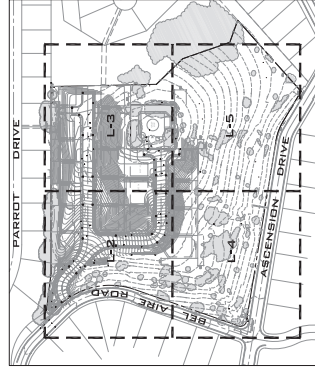 PARROT DRIVE
L-3
L-5
L-2
L-4
ASCENSION DRIVE
BEL AIRE ROAD